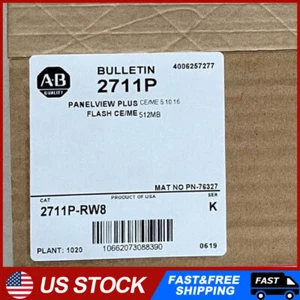 AB
QUALITY
BULLETIN
2711P
4006257277
PANELVIEW PLUS CE/ME 5.10.16
FLASH CE/ME 512MB
MAT NO PN-76327
CAT
PRODUCT OF USA
SER
2711P-RW8
K
PLANT: 1020
10662073088390
0619
US STOCK
FAST&FREE
SHIPPING